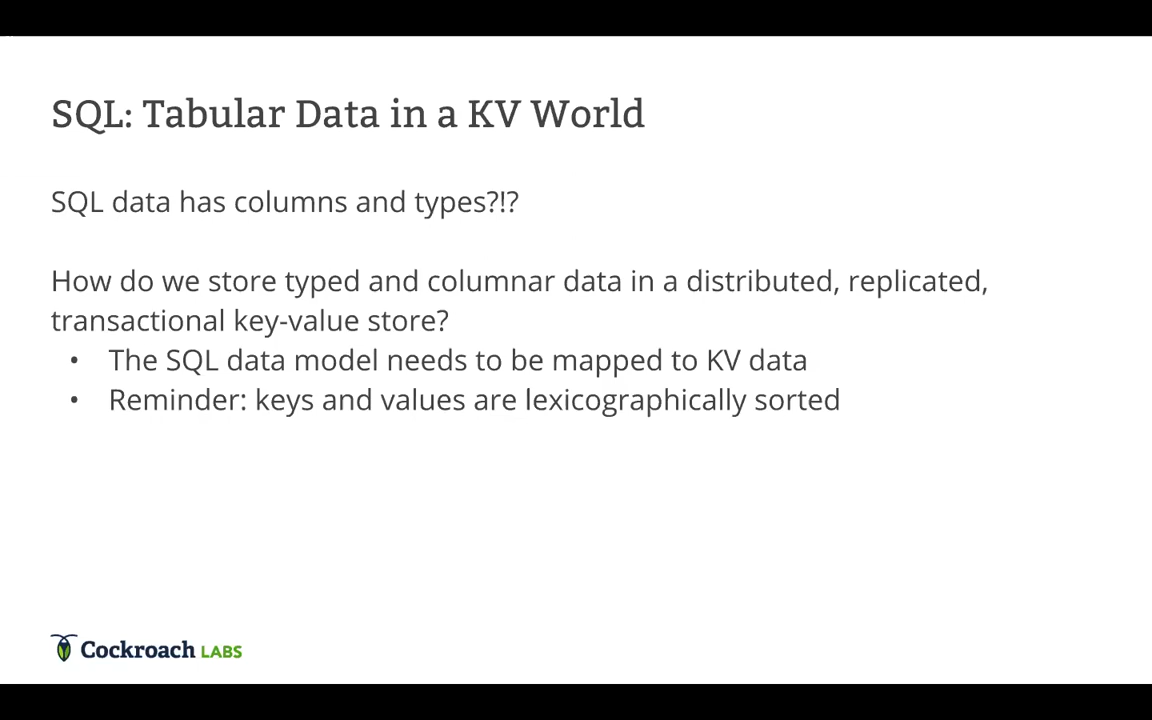 SQL: Tabular Data in a KV World
SQL data has columns and types?!?
How do we store typed and columnar data in a distributed, replicated,
transactional key-value store?
• The SQL data model needs to be mapped to KV data
• Reminder: keys and values are lexicographically sorted
Cockroach LABS